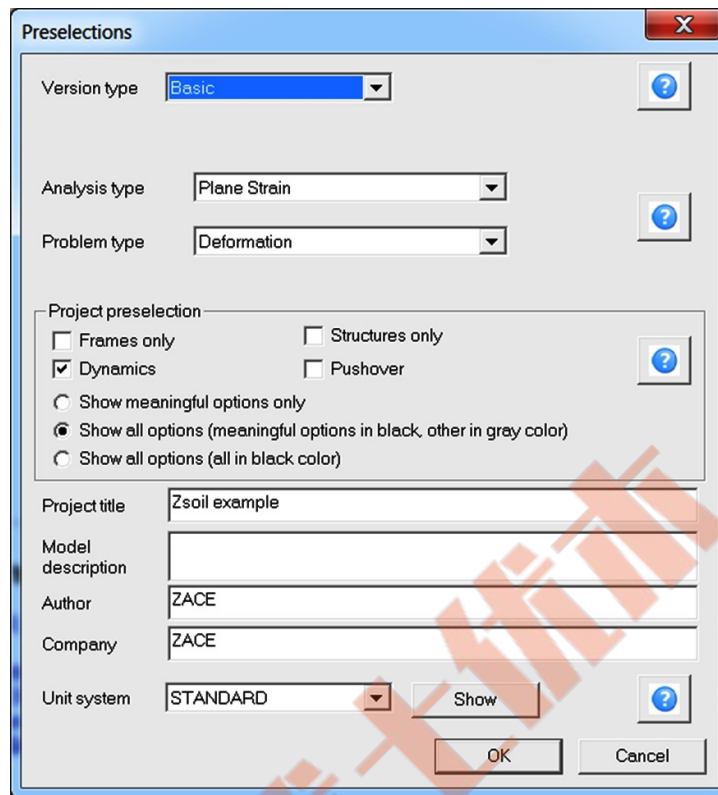 Preselections
Version type Basic
Analysis type Plane Strain
Problem type Deformation
Project preselection
Frames only Structures only
Dynamics Pushover
Show meaningful options only
Show all options (meaningful options in black, other in gray color)
Show all options (all in black color)
Project title Zsoil example
Model
description
Author ZACE
Company ZACE
Unit system STANDARD Show
OK Cancel